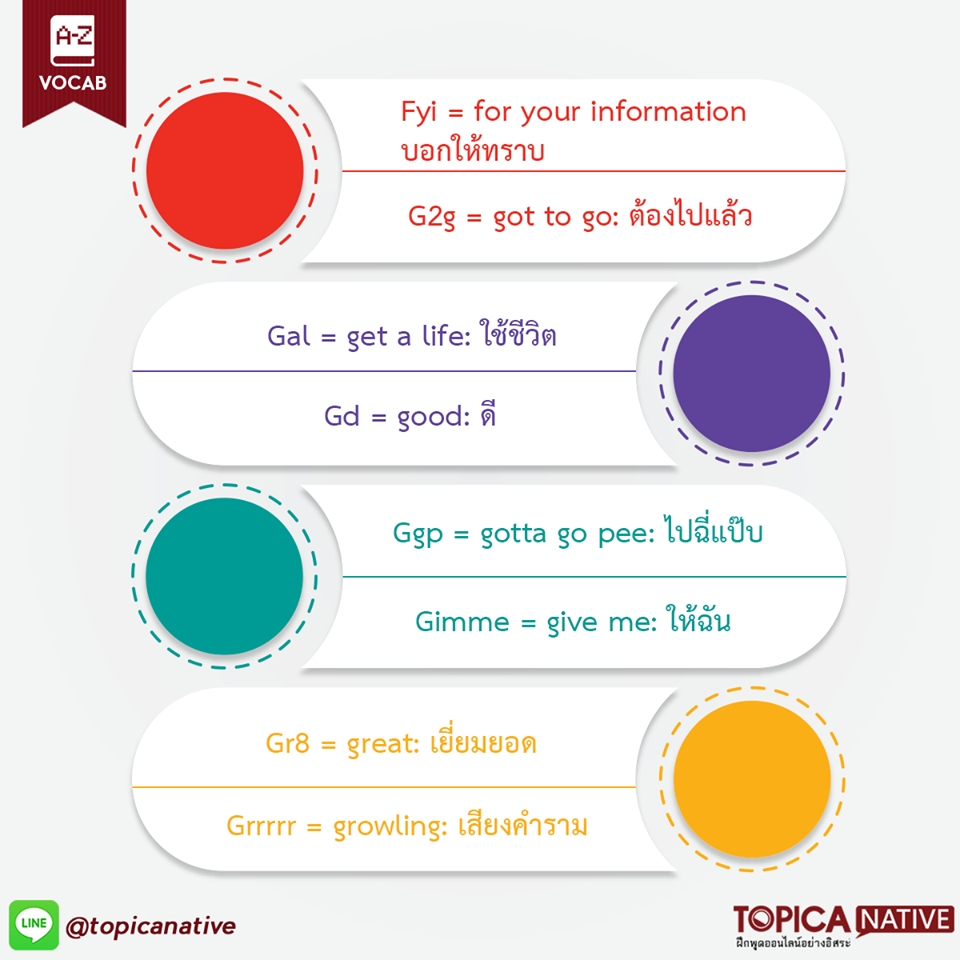 A-Z
VOCAB
Fyi = for your information
บอกให้ทราบ
G2g = got to go: ต้องไปแล้ว
Gal = get a life: ใช้ชีวิต
Gd = good: ดี
Ggp = gotta go pee: ไปฉี่แป๊บ
Gimme = give me: ให้ฉัน
Gr8 = great: เยี่ยมยอด
Grrrrr = growling: เสียงคำราม
LINE @topicanative
TOPICA NATIVE
ฝึกพูดออนไลน์อย่างอิสระ